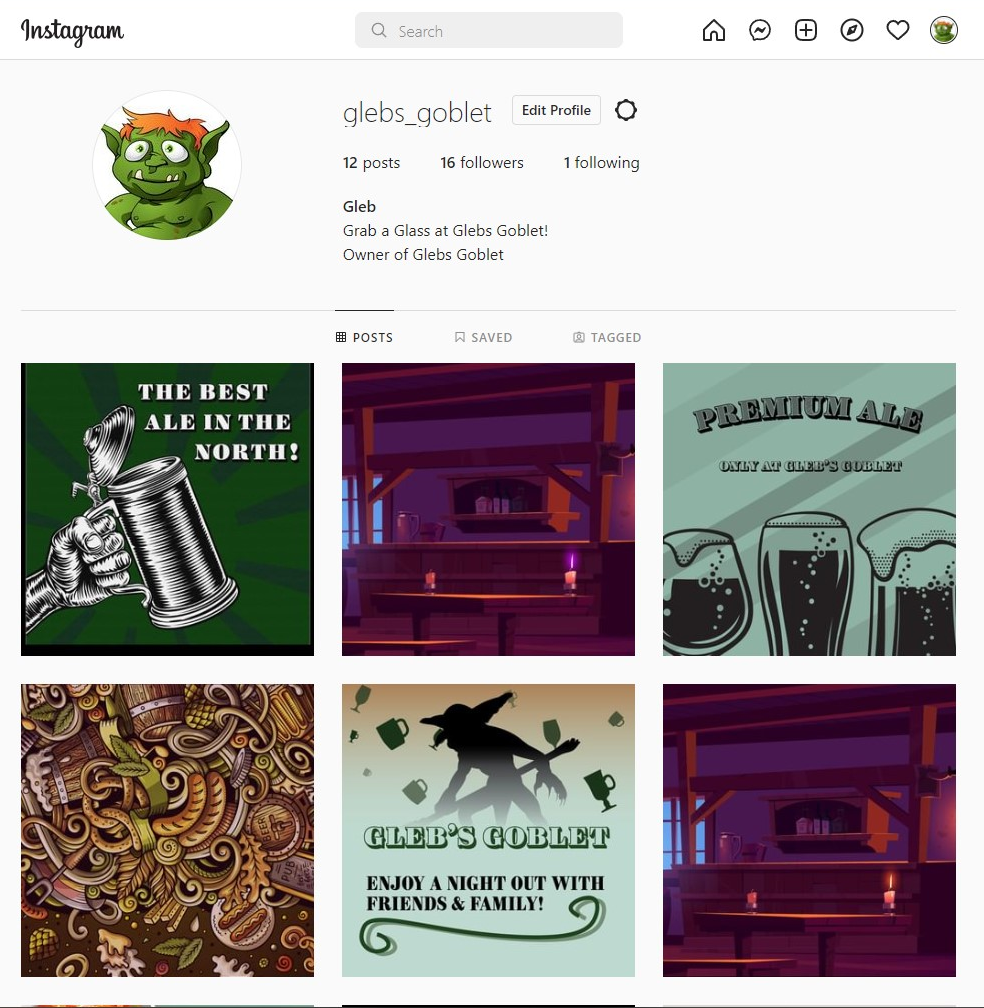 Instagram
Search
glebs_goblet
Edit Profile
12 posts
16 followers
1 following
Gleb
Grab a Glass at Glebs Goblet!
Owner of Glebs Goblet
POSTS
SAVED
TAGGED
THE BEST
ALE IN THE
NORTH!
PREMIUM ALE
ONLY AT GLEB'S GOBLET
BEER
PUB
GLEB'S GOBLET
ENJOY A NIGHT OUT WITH
FRIENDS & FAMILY!